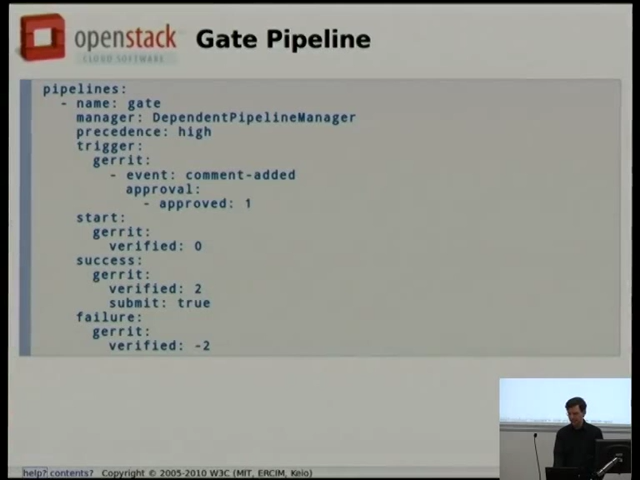 openstack
CLOUD SOFTWARE
Gate Pipeline
pipelines:
- name: gate
manager: DependentPipelineManager
precedence: high
trigger:
gerrit:
- event: comment-added
approval:
- approved: 1
start:
gerrit:
verified: 0
success:
gerrit:
verified: 2
submit: true
failure:
gerrit:
verified: -2
help? contents? Copyright © 2005-2010 W3C (MIT, ERCIM, Keio)